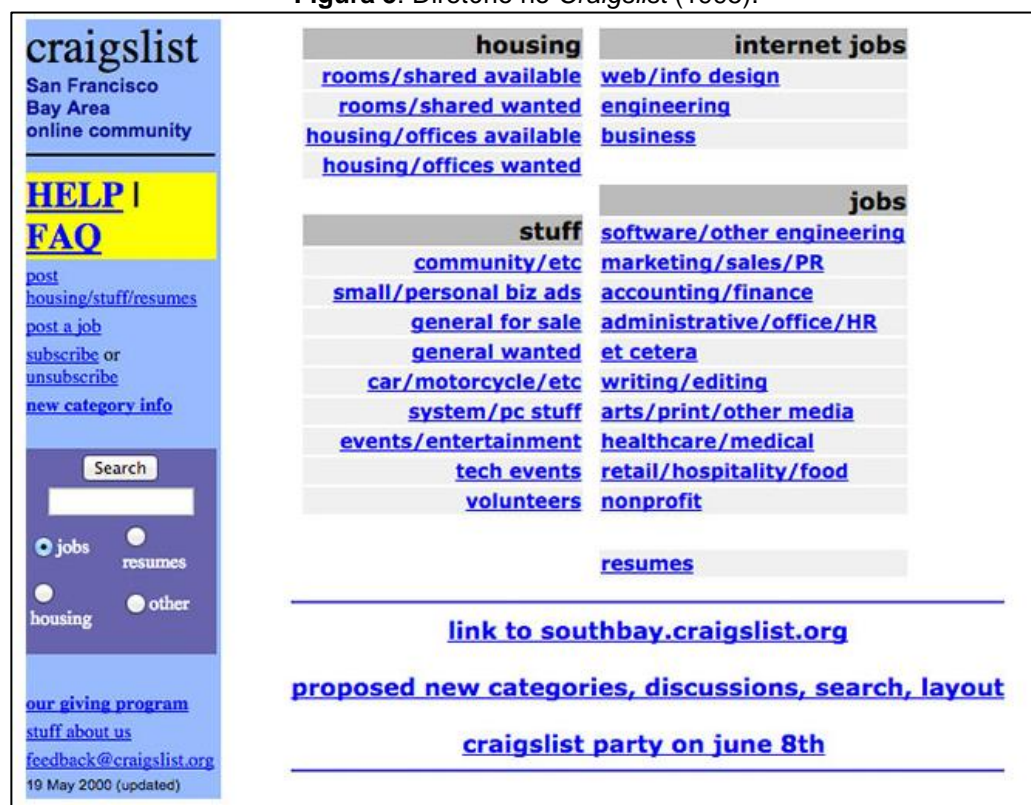 craigslist
San Francisco
Bay Area
online community
HELP |
FAQ
post
housing/stuff/resumes
post a job
subscribe or
unsubscribe
new category info
Search
jobs
resumes
housing
other
our giving program
stuff about us
feedback@craigslist.org
19 May 2000 (updated)
housing
rooms/shared available
rooms/shared wanted
housing/offices available
housing/offices wanted
stuff
community/etc
small/personal biz ads
general for sale
general wanted
car/motorcycle/etc
system/pc stuff
events/entertainment
tech events
volunteers
internet jobs
web/info design
engineering
business
jobs
software/other engineering
marketing/sales/PR
accounting/finance
administrative/office/HR
et cetera
writing/editing
arts/print/other media
healthcare/medical
retail/hospitality/food
nonprofit
resumes
link to southbay.craigslist.org
proposed new categories, discussions, search, layout
craigslist party on june 8th